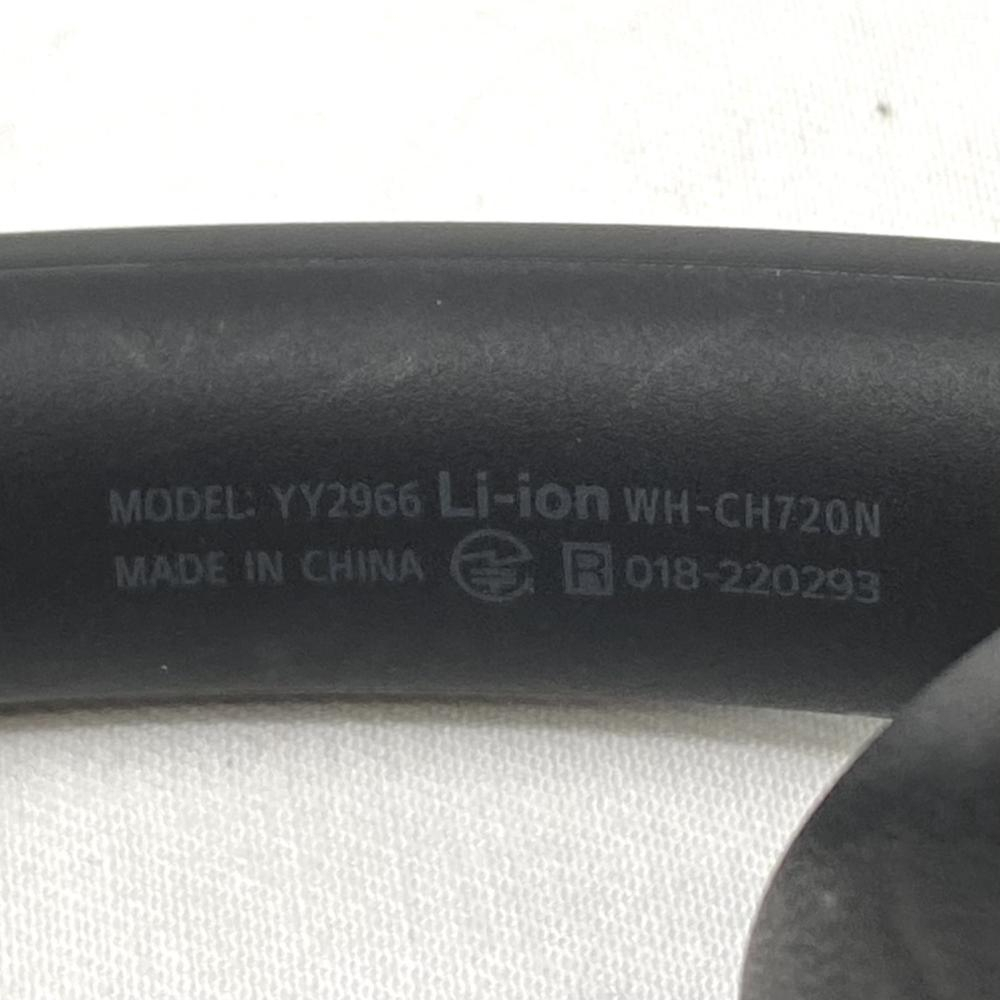 MODEL: YY2966 Li-ion WH-CH720N
MADE IN CHINA R 018-220293